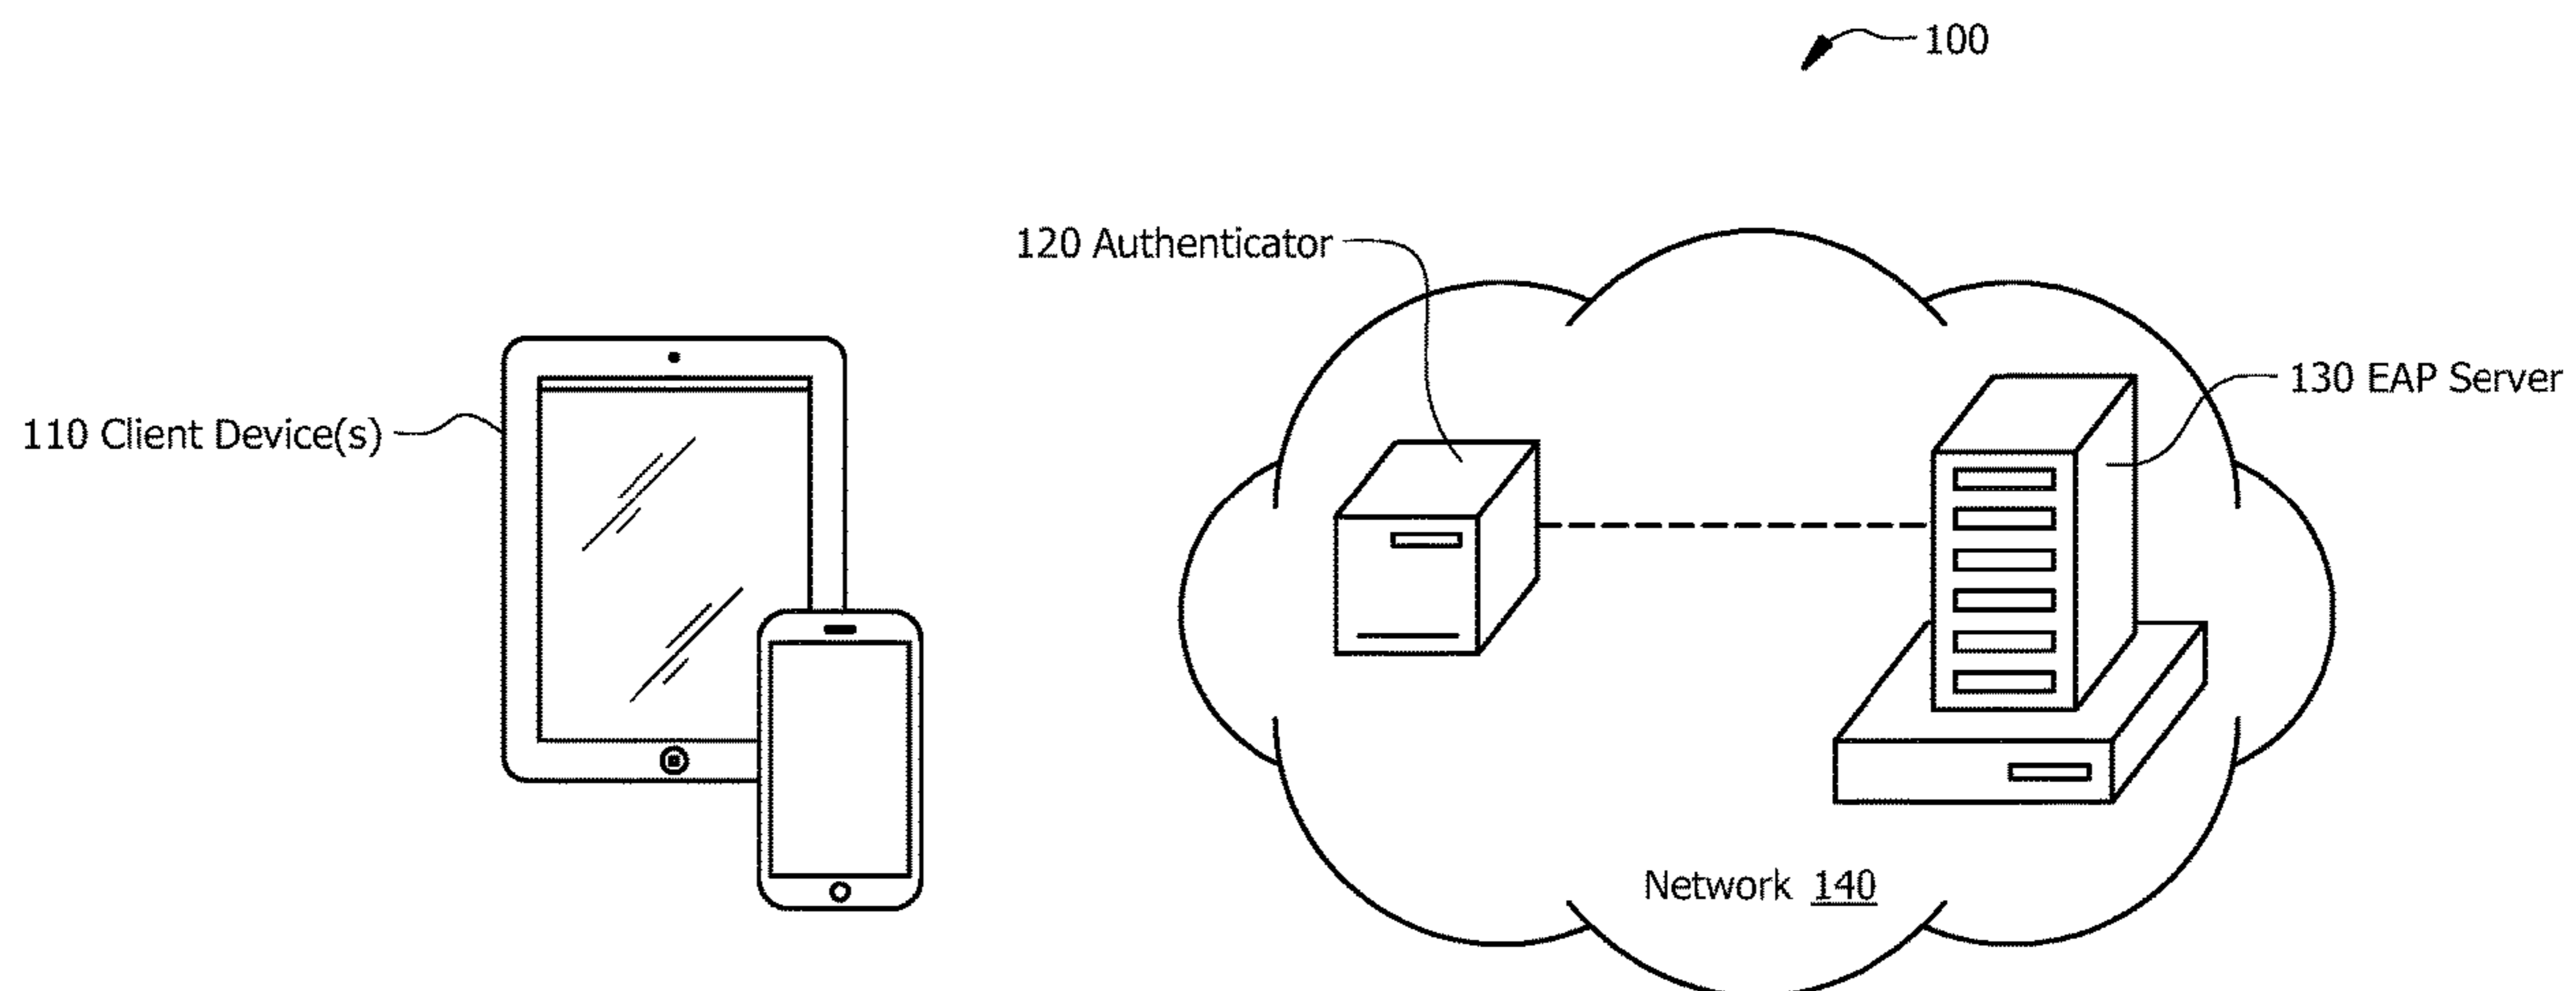 100
120 Authenticator
130 EAP Server
110 Client Device(s)
Network 140